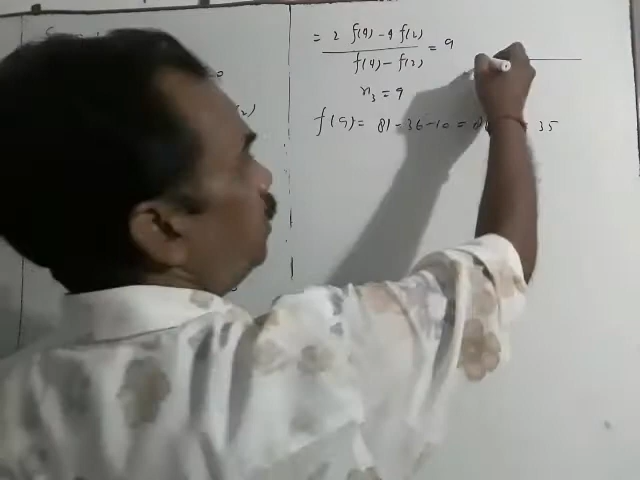 = 2 f(4) - 4 f(2) / f(4) - f(2) = 9
x₃ = 9
f(9) = 81 - 36 - 10 = 35